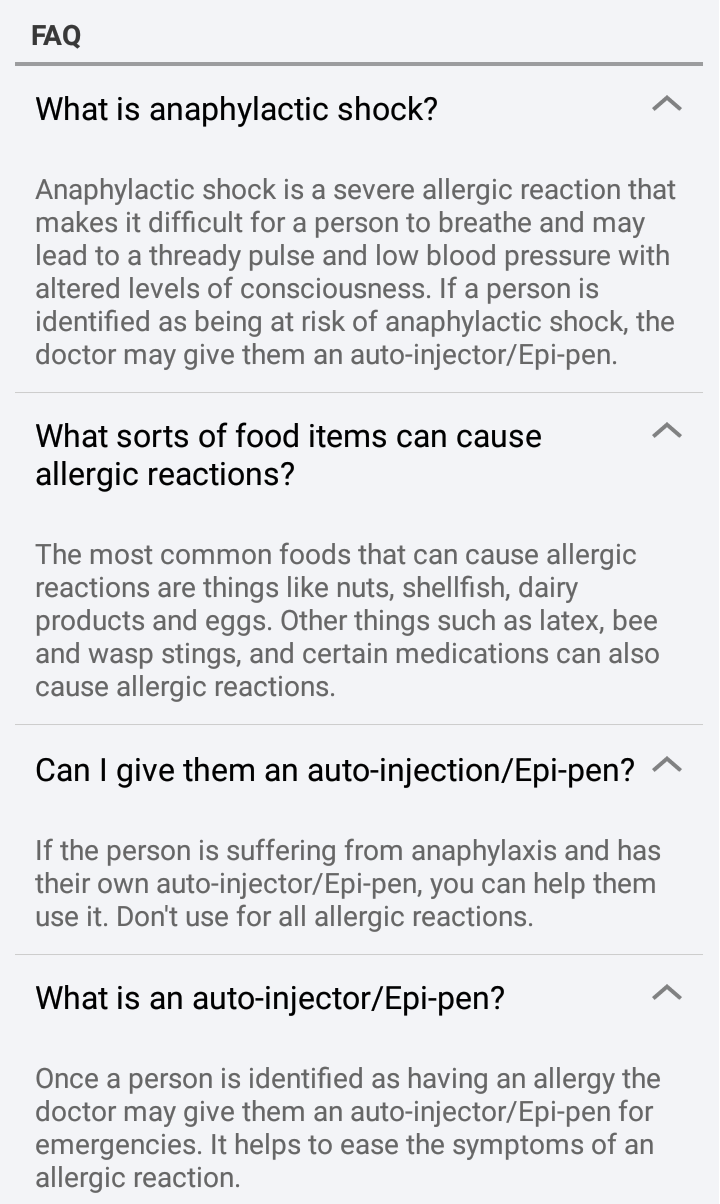 FAQ
What is anaphylactic shock?
Anaphylactic shock is a severe allergic reaction that
makes it difficult for a person to breathe and may
lead to a thready pulse and low blood pressure with
altered levels of consciousness. If a person is
identified as being at risk of anaphylactic shock, the
doctor may give them an auto-injector/Epi-pen.
What sorts of food items can cause
allergic reactions?
The most common foods that can cause allergic
reactions are things like nuts, shellfish, dairy
products and eggs. Other things such as latex, bee
and wasp stings, and certain medications can also
cause allergic reactions.
Can I give them an auto-injection/Epi-pen?
If the person is suffering from anaphylaxis and has
their own auto-injector/Epi-pen, you can help them
use it. Don't use for all allergic reactions.
What is an auto-injector/Epi-pen?
Once a person is identified as having an allergy the
doctor may give them an auto-injector/Epi-pen for
emergencies. It helps to ease the symptoms of an
allergic reaction.